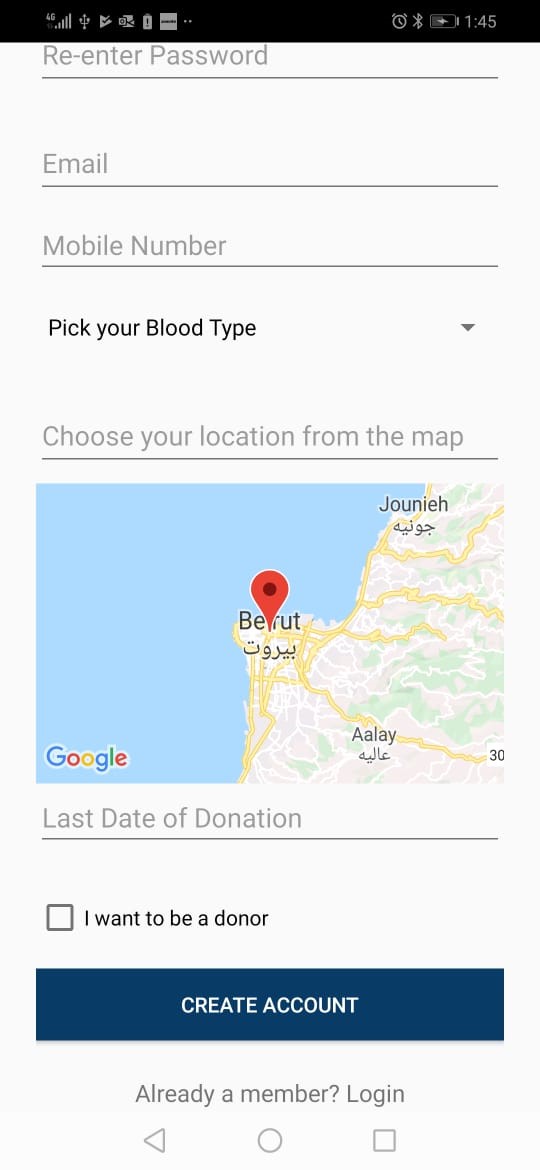 4G
1:45
Re-enter Password
Email
Mobile Number
Pick your Blood Type
Choose your location from the map
Jounieh
جونيه
Beirut
بيروت
Aalay
عاليه
30
Google
Last Date of Donation
I want to be a donor
CREATE ACCOUNT
Already a member? Login